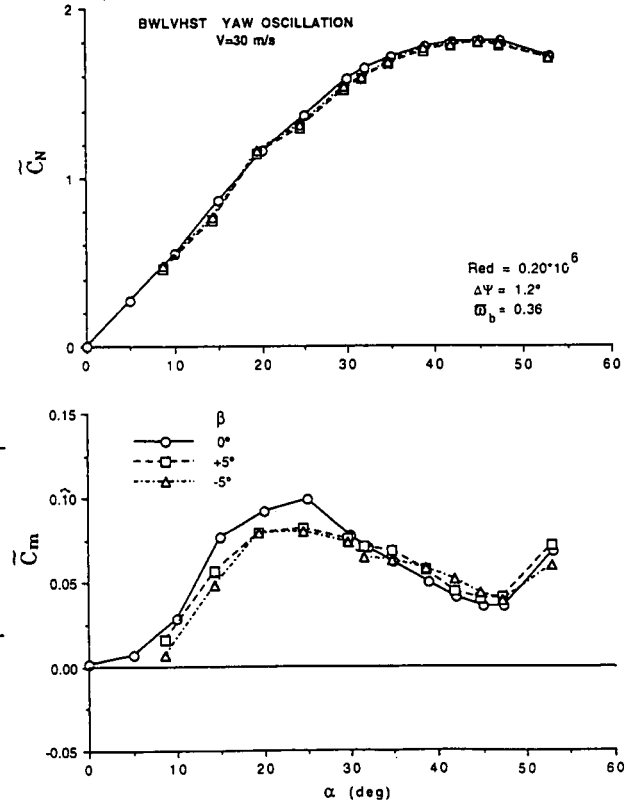 BWLVHST YAW OSCILLATION
V=30 m/s
2
1
0
C̃N
Red = 0.20*10^6
ΔΨ = 1.2°
ϖb = 0.36
0 10 20 30 40 50 60
0.15
0.10
0.05
0.00
-0.05
C̃m
β
0°
+5°
-5°
0 10 20 30 40 50 60
α (deg)